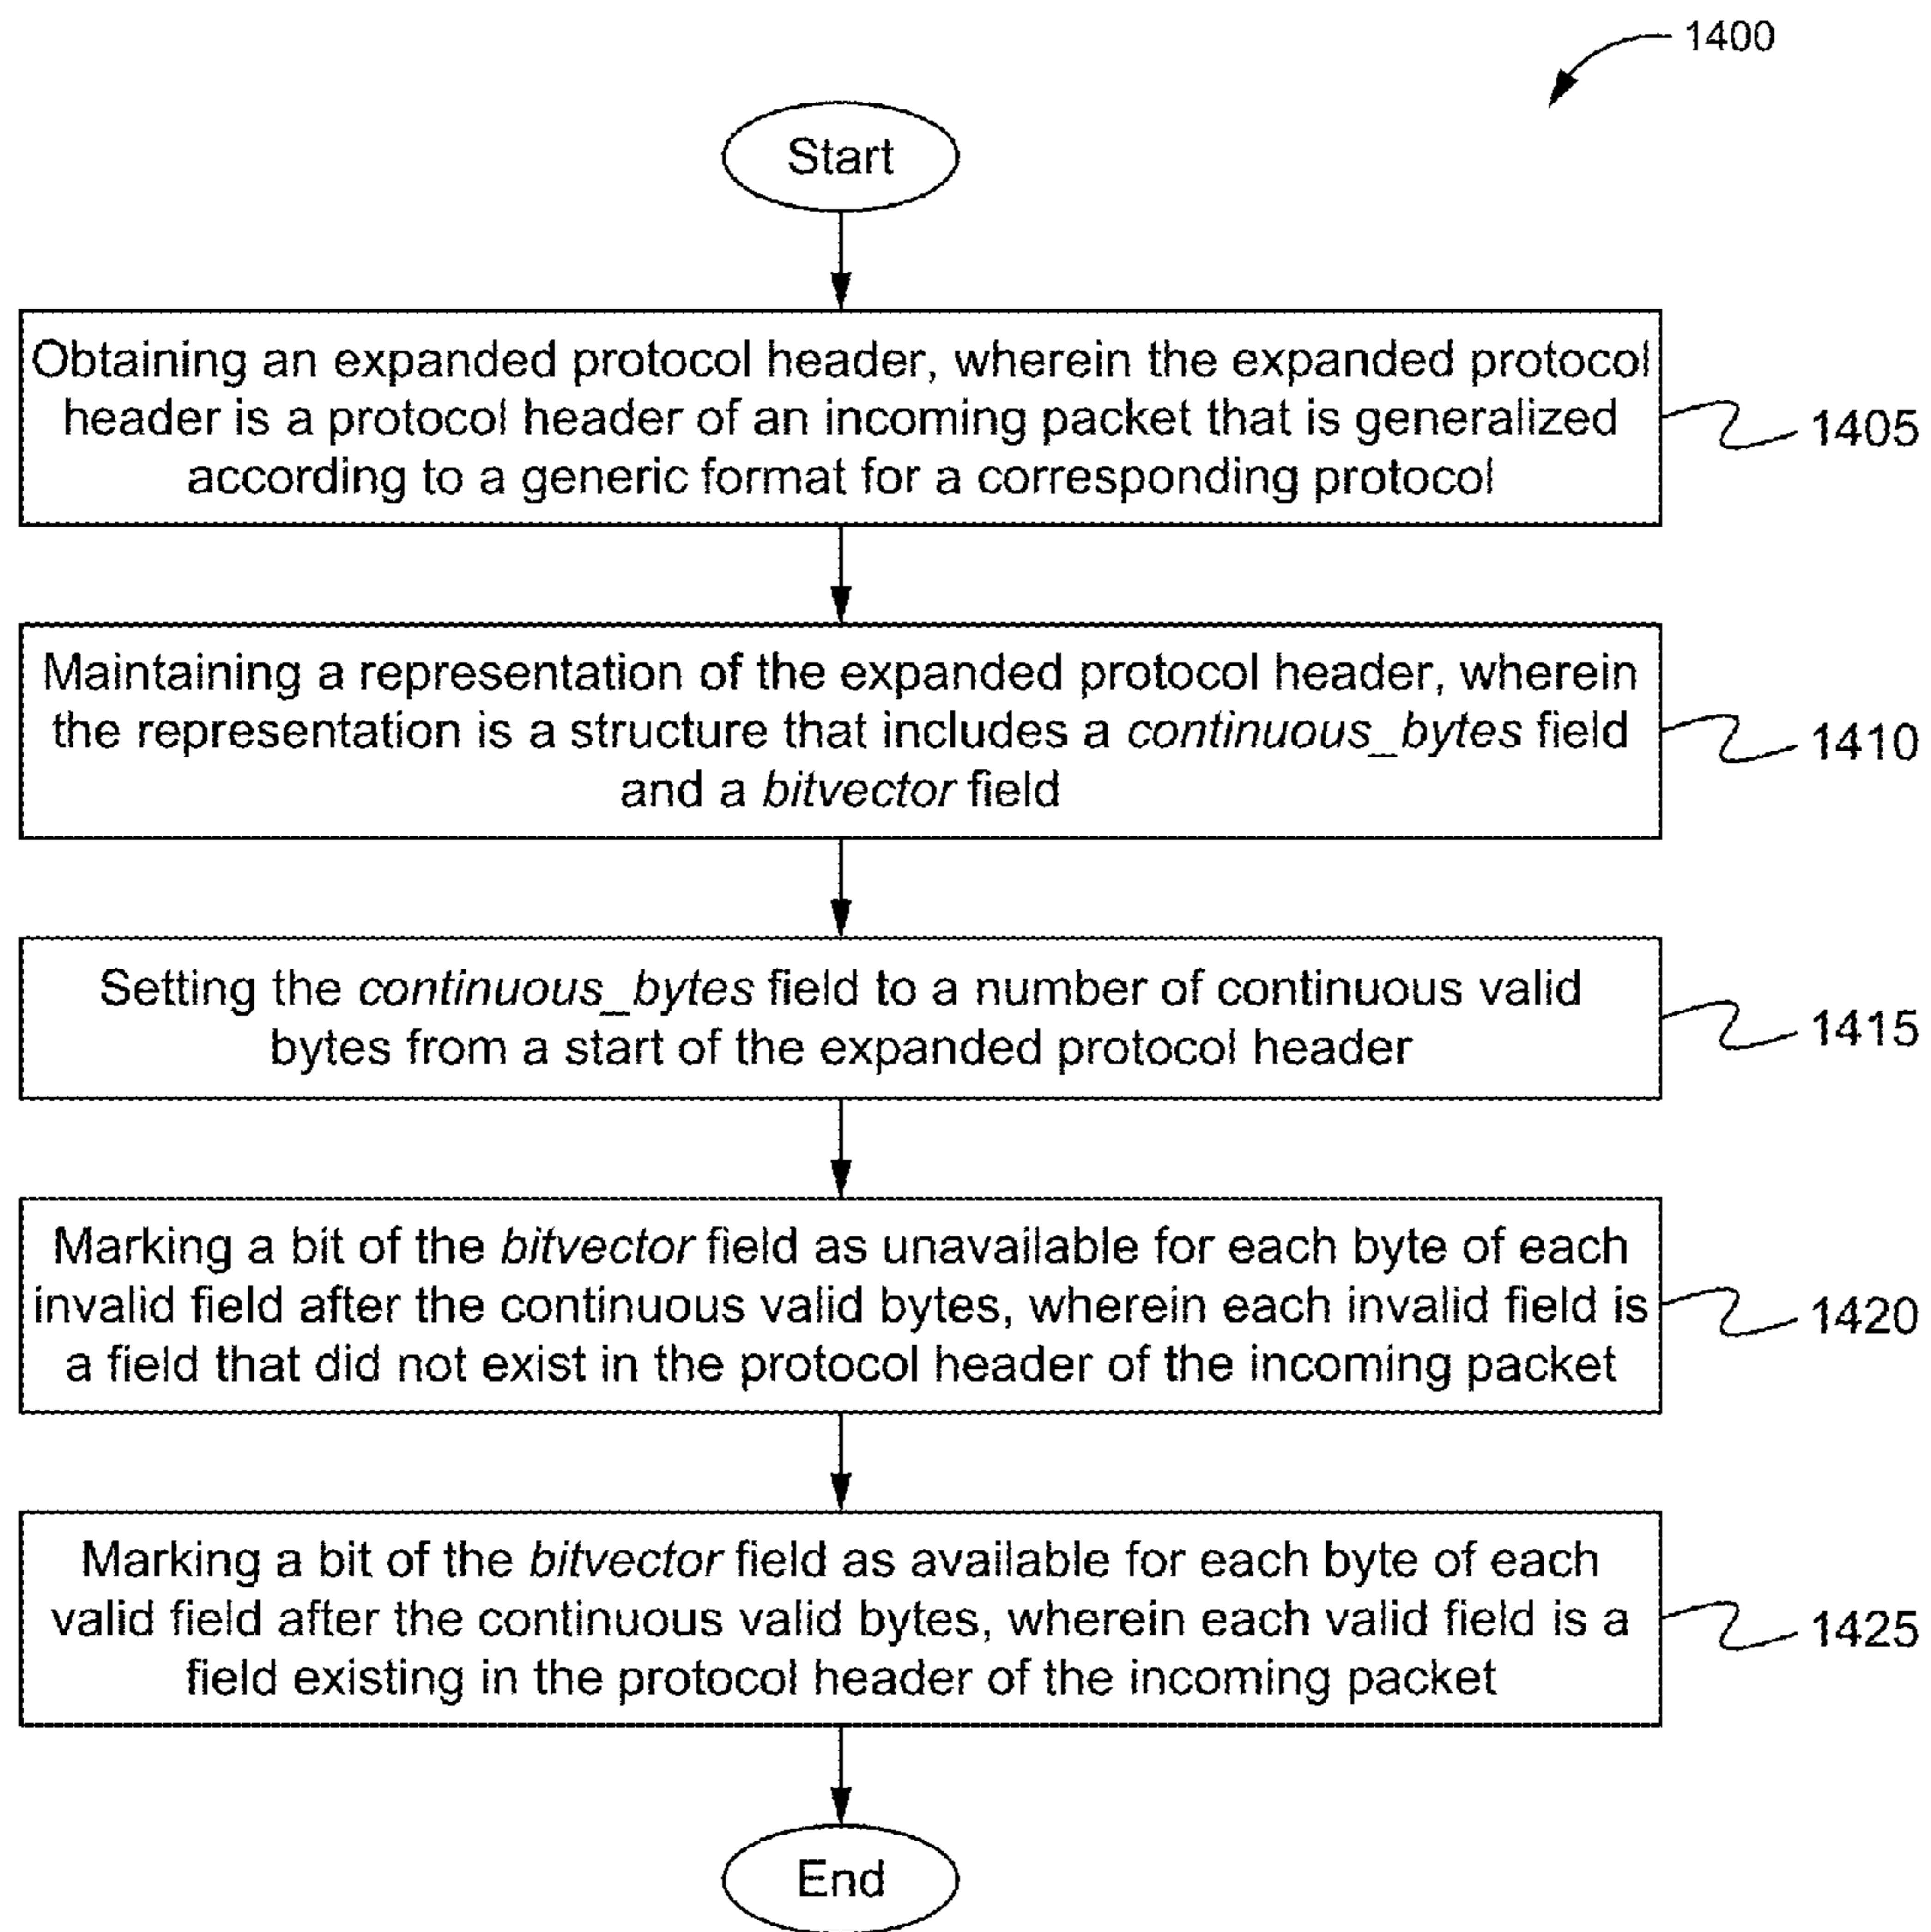 1400
Start
Obtaining an expanded protocol header, wherein the expanded protocol
header is a protocol header of an incoming packet that is generalized
according to a generic format for a corresponding protocol
1405
Maintaining a representation of the expanded protocol header, wherein
the representation is a structure that includes a continuous_bytes field
and a bitvector field
1410
Setting the continuous_bytes field to a number of continuous valid
bytes from a start of the expanded protocol header
1415
Marking a bit of the bitvector field as unavailable for each byte of each
invalid field after the continuous valid bytes, wherein each invalid field is
a field that did not exist in the protocol header of the incoming packet
1420
Marking a bit of the bitvector field as available for each byte of each
valid field after the continuous valid bytes, wherein each valid field is a
field existing in the protocol header of the incoming packet
1425
End